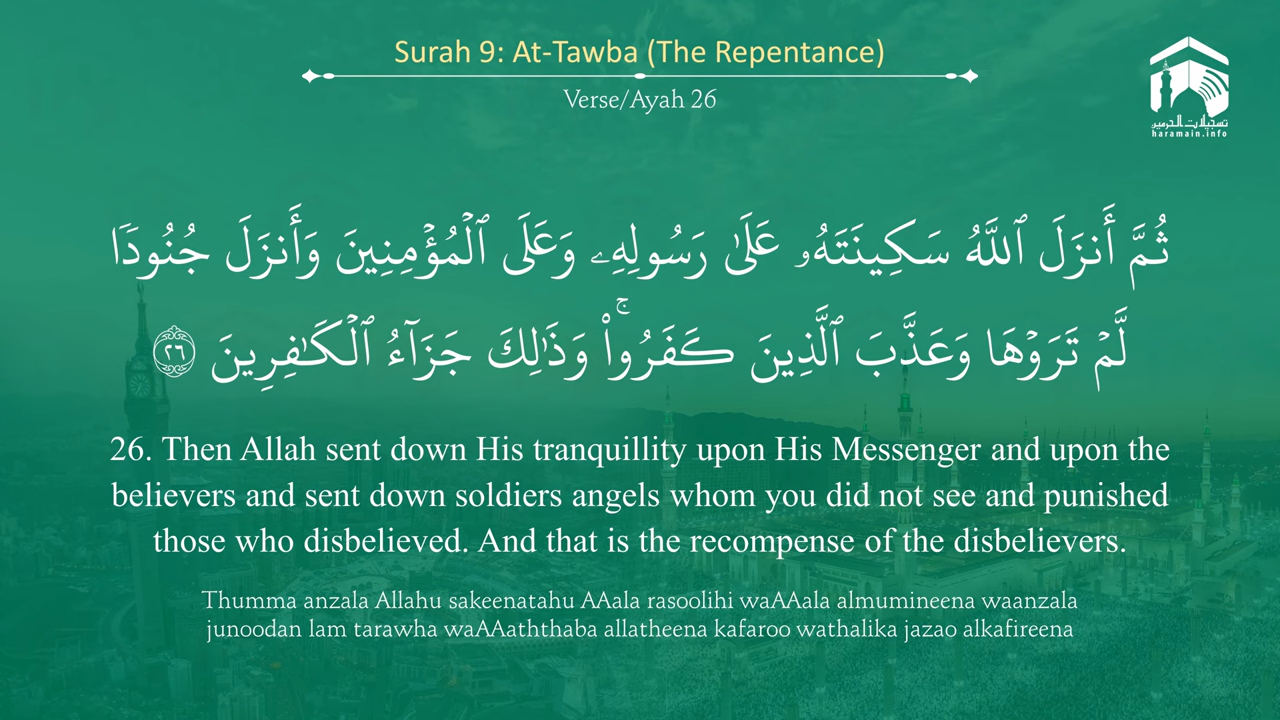 Surah 9: At-Tawba (The Repentance)
Verse/Ayah 26
تسجيلات الحرمين
haramain.info
ثُمَّ أَنزَلَ ٱللَّهُ سَكِينَتَهُۥ عَلَىٰ رَسُولِهِۦ وَعَلَى ٱلْمُؤْمِنِينَ وَأَنزَلَ جُنُودًا
لَّمْ تَرَوْهَا وَعَذَّبَ ٱلَّذِينَ كَفَرُوا۟ ۚ وَذَٰلِكَ جَزَآءُ ٱلْكَـٰفِرِينَ ٢٦
26. Then Allah sent down His tranquillity upon His Messenger and upon the
believers and sent down soldiers angels whom you did not see and punished
those who disbelieved. And that is the recompense of the disbelievers.
Thumma anzala Allahu sakeenatahu AAala rasoolihi waAAala almumineena waanzala
junoodan lam tarawha waAAaththaba allatheena kafaroo wathalika jazao alkafireena